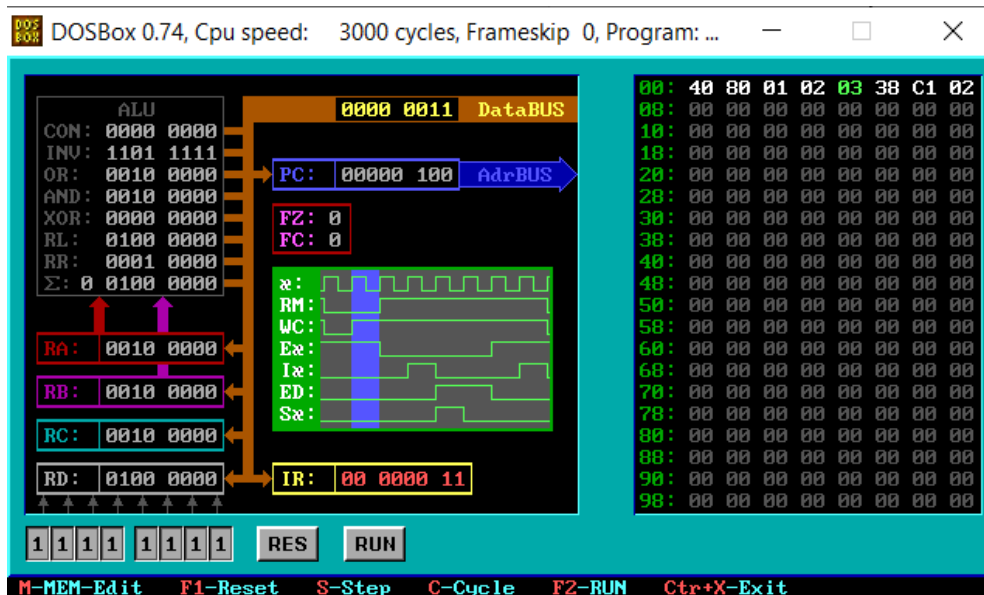 DOS BOX DOSBox 0.74, Cpu speed: 3000 cycles, Frameskip 0, Program: ...
ALU
CON: 0000 0000
INV: 1101 1111
OR: 0010 0000
AND: 0010 0000
XOR: 0000 0000
RL: 0100 0000
RR: 0001 0000
Σ: 0 0100 0000
RA: 0010 0000
RB: 0010 0000
RC: 0010 0000
RD: 0100 0000
0000 0011 DataBUS
PC: 00000 100 AdrBUS
FZ: 0
FC: 0
æ:
RM:
WC:
Eæ:
Iæ:
ED:
Sæ:
IR: 00 0000 11
00: 40 80 01 02 03 38 C1 02
08: 00 00 00 00 00 00 00 00
10: 00 00 00 00 00 00 00 00
18: 00 00 00 00 00 00 00 00
20: 00 00 00 00 00 00 00 00
28: 00 00 00 00 00 00 00 00
30: 00 00 00 00 00 00 00 00
38: 00 00 00 00 00 00 00 00
40: 00 00 00 00 00 00 00 00
48: 00 00 00 00 00 00 00 00
50: 00 00 00 00 00 00 00 00
58: 00 00 00 00 00 00 00 00
60: 00 00 00 00 00 00 00 00
68: 00 00 00 00 00 00 00 00
70: 00 00 00 00 00 00 00 00
78: 00 00 00 00 00 00 00 00
80: 00 00 00 00 00 00 00 00
88: 00 00 00 00 00 00 00 00
90: 00 00 00 00 00 00 00 00
98: 00 00 00 00 00 00 00 00
1 1 1 1 1 1 1 1 RES RUN
M-MEM-Edit F1-Reset S-Step C-Cycle F2-RUN Ctr+X-Exit